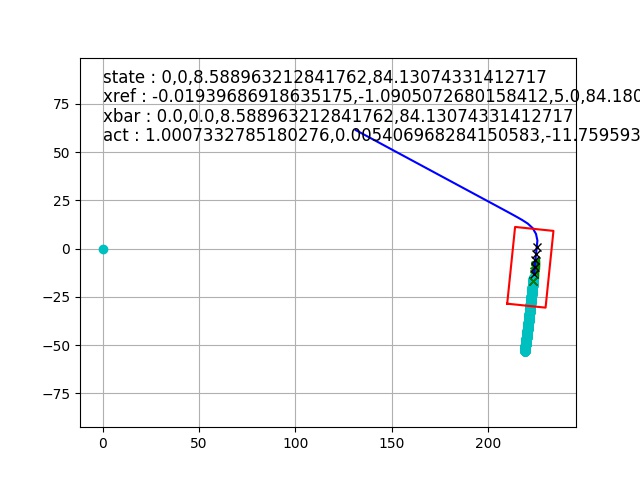 state : 0,0,8.588963212841762,84.13074331412717
xref : -0.01939686918635175,-1.0905072680158412,5.0,84.180
75
xbar : 0.0,0.0,8.588963212841762,84.13074331412717
act : 1.0007332785180276,0.005406968284150583,-11.759593
50
25
0
−25
−50
−75
0 50 100 150 200